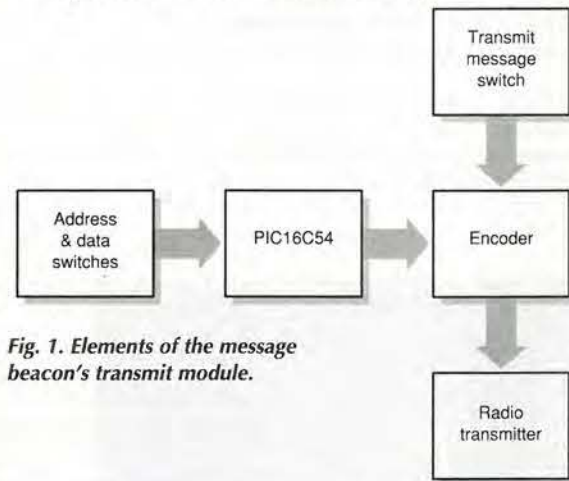 Transmit
message
switch
Address
& data
switches
PIC16C54
Encoder
Fig. 1. Elements of the message
beacon's transmit module.
Radio
transmitter